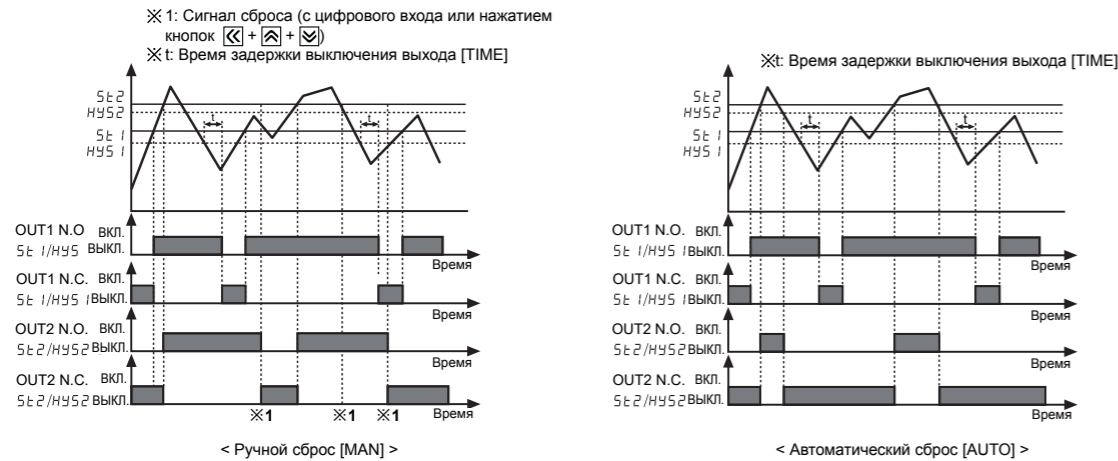 ※ 1: Сигнал сброса (с цифрового входа или нажатием
кнопок + + )
※ t: Время задержки выключения выхода [TIME]
St2
HYS2
St1
HYS1
t
t
OUT1 N.O ВКЛ.
St1/HYS ВЫКЛ.
Время
OUT1 N.C. ВКЛ.
St1/HYS1 ВЫКЛ.
Время
OUT2 N.O. ВКЛ.
St2/HYS2 ВЫКЛ.
Время
OUT2 N.C. ВКЛ.
St2/HYS2 ВЫКЛ.
Время
※1 ※1 ※1
< Ручной сброс [MAN] >
※t: Время задержки выключения выхода [TIME]
St2
HYS2
St1
HYS1
t
t
OUT1 N.O. ВКЛ.
St1/HYS1 ВЫКЛ.
Время
OUT1 N.C. ВКЛ.
St1/HYS1 ВЫКЛ.
Время
OUT2 N.O. ВКЛ.
St2/HYS2 ВЫКЛ.
Время
OUT2 N.C. ВКЛ.
St2/HYS2 ВЫКЛ.
Время
< Автоматический сброс [AUTO] >